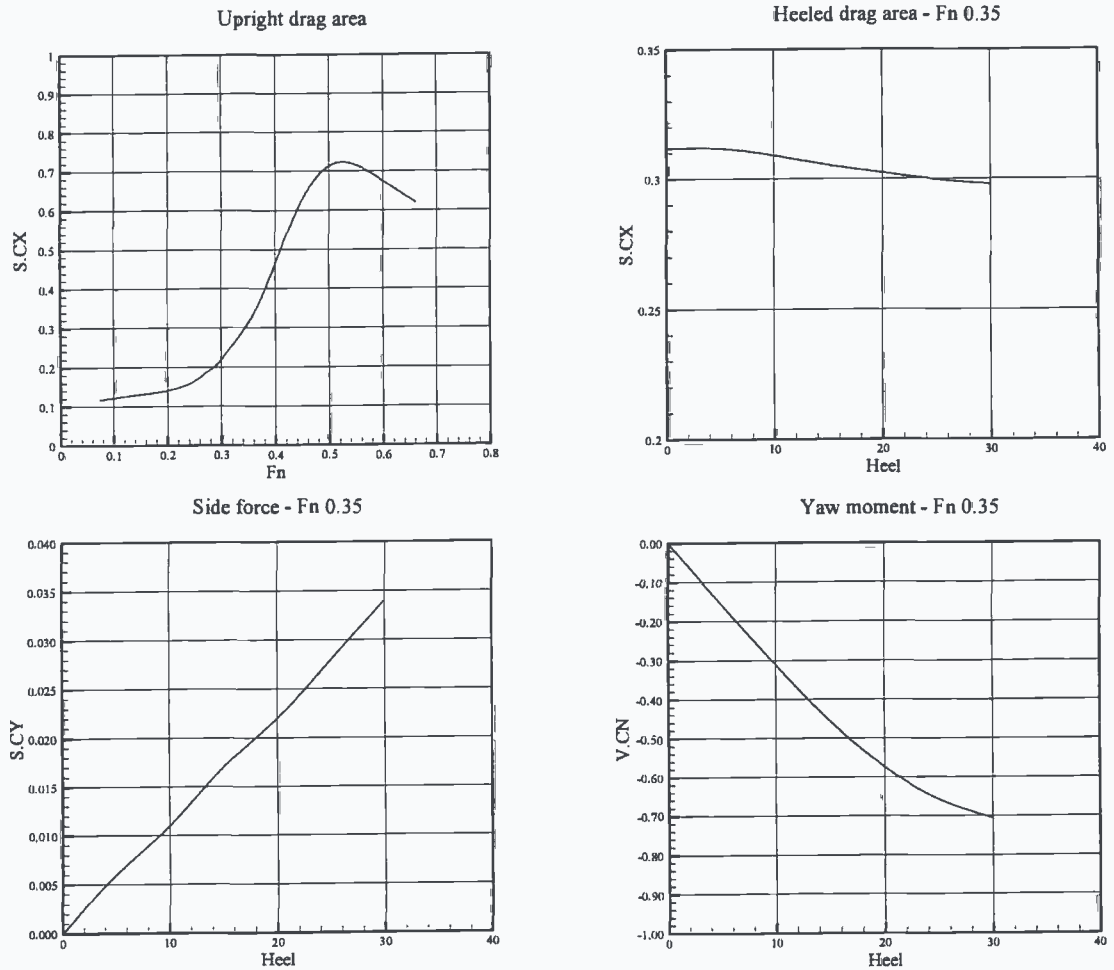 Upright drag area
1
0.9
0.8
0.7
0.6
0.5
0.4
0.3
0.2
0.1
0
S.CX
0. 0.1 0.2 0.3 0.4 0.5 0.6 0.7 0.8
Fn
Heeled drag area - Fn 0.35
0.35
0.3
0.25
0.2
S.CX
0 10 20 30 40
Heel
Side force - Fn 0.35
0.040
0.035
0.030
0.025
0.020
0.015
0.010
0.005
0.000
S.CY
0 10 20 30 40
Heel
Yaw moment - Fn 0.35
0.00
-0.10
-0.20
-0.30
-0.40
-0.50
-0.60
-0.70
-0.80
-0.90
-1.00
V.CN
0 10 20 30 40
Heel